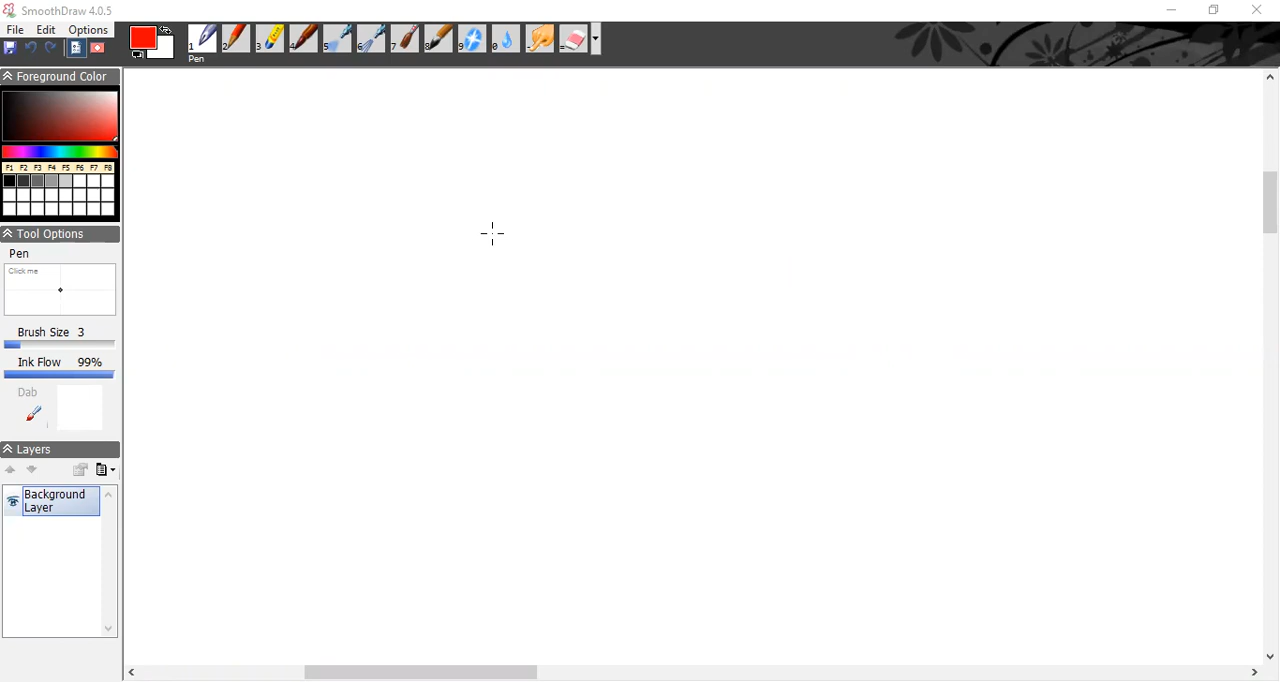 SmoothDraw 4.0.5
File Edit Options
1 2 3 4 5 6 7 8 9 0 - =
Pen
Foreground Color
F1 F2 F3 F4 F5 F6 F7 F8
Tool Options
Pen
Click me
Brush Size 3
Ink Flow 99%
Dab
Layers
Background
Layer